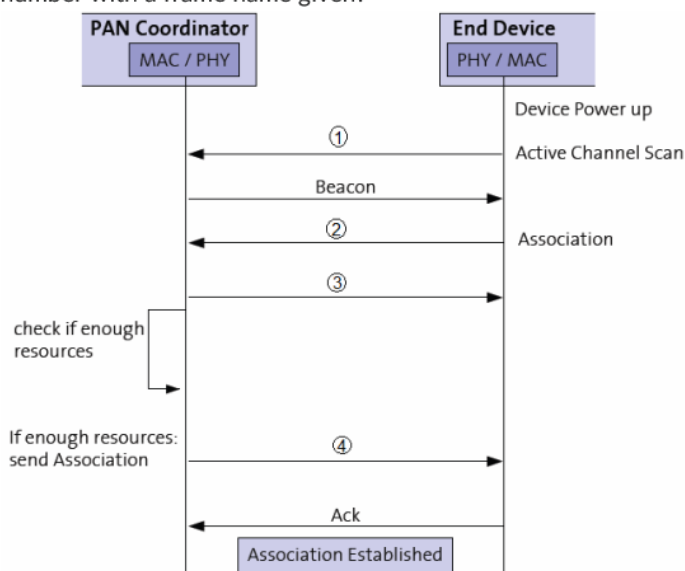 number with a frame name given?
PAN Coordinator
End Device
MAC / PHY
PHY / MAC
Device Power up
①
Active Channel Scan
Beacon
②
Association
③
check if enough
resources
If enough resources:
send Association
④
Ack
Association Established